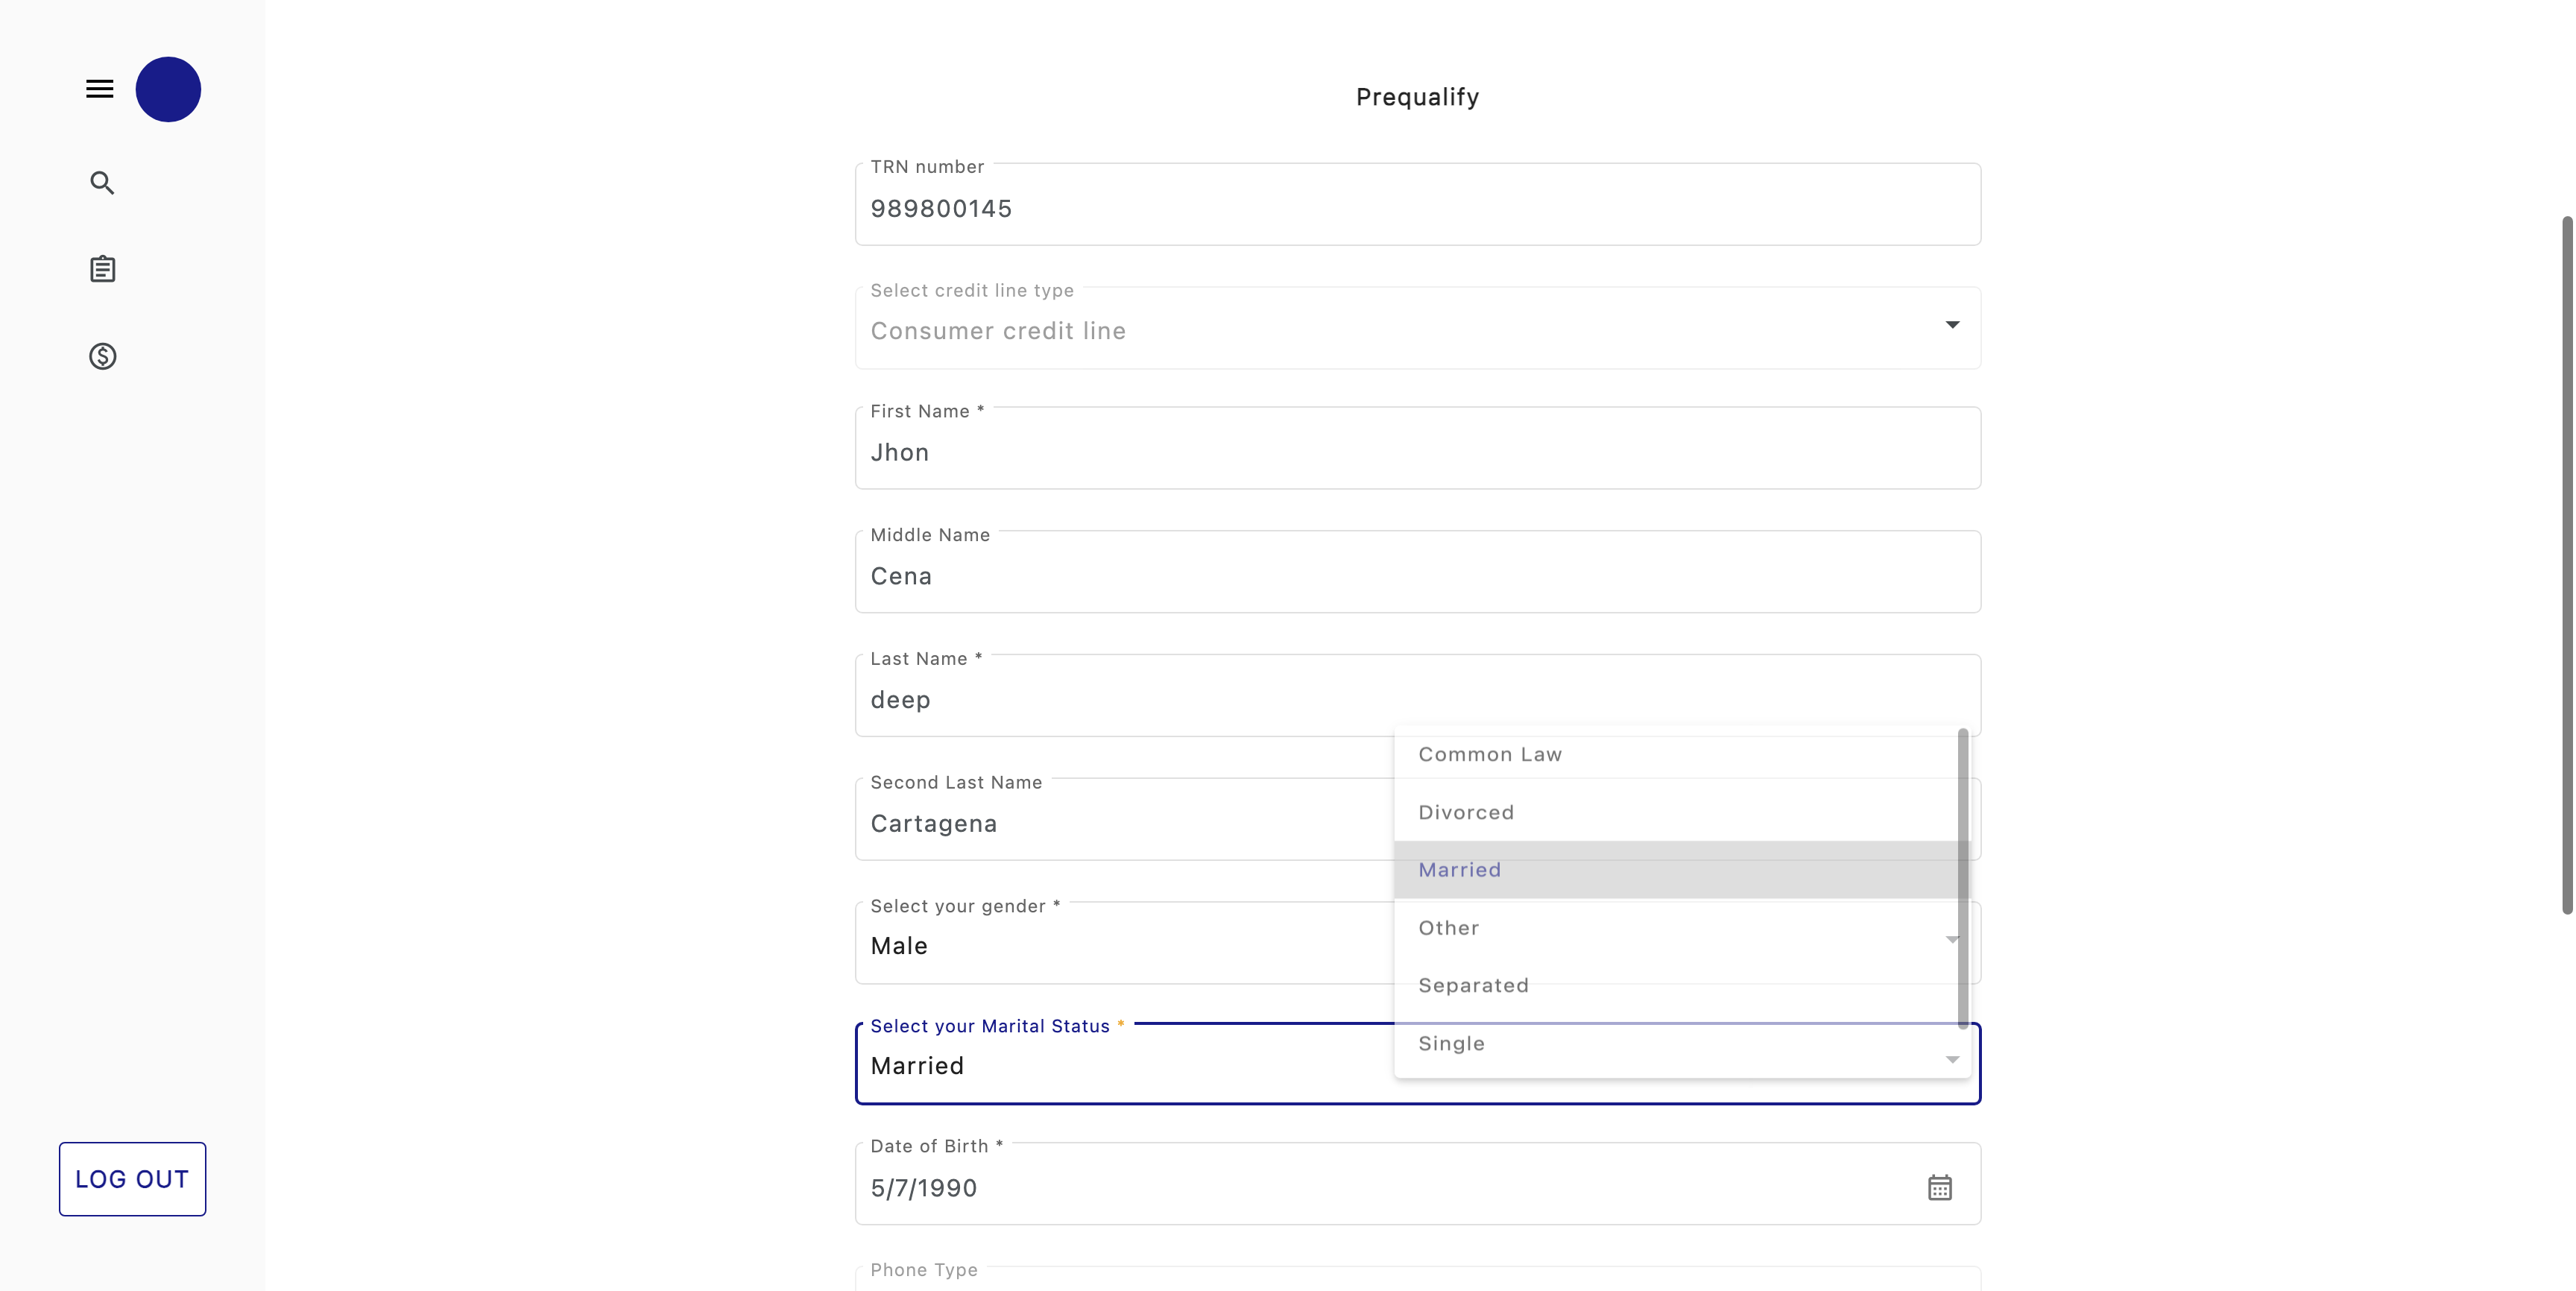 Prequalify
TRN number
989800145
Select credit line type
Consumer credit line
First Name *
Jhon
Middle Name
Cena
Last Name *
deep
Second Last Name
Cartagena
Select your gender *
Male
Select your Marital Status *
Married
Common Law
Divorced
Married
Other
Separated
Single
Date of Birth *
5/7/1990
Phone Type
LOG OUT